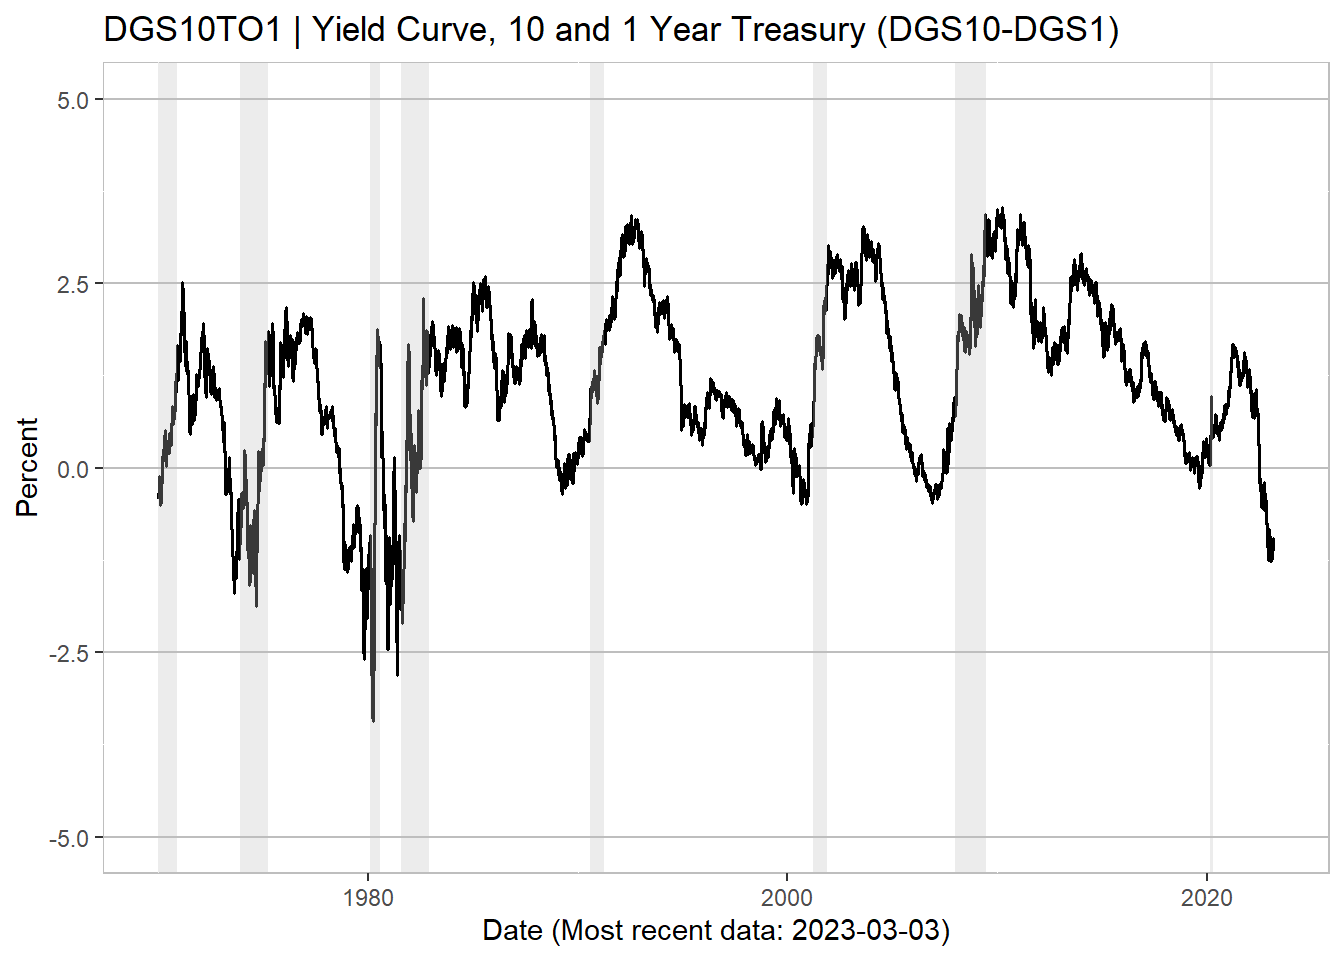 DGS10TO1 | Yield Curve, 10 and 1 Year Treasury (DGS10-DGS1)
5.0
2.5
0.0
-2.5
-5.0
Percent
1980 2000 2020
Date (Most recent data: 2023-03-03)